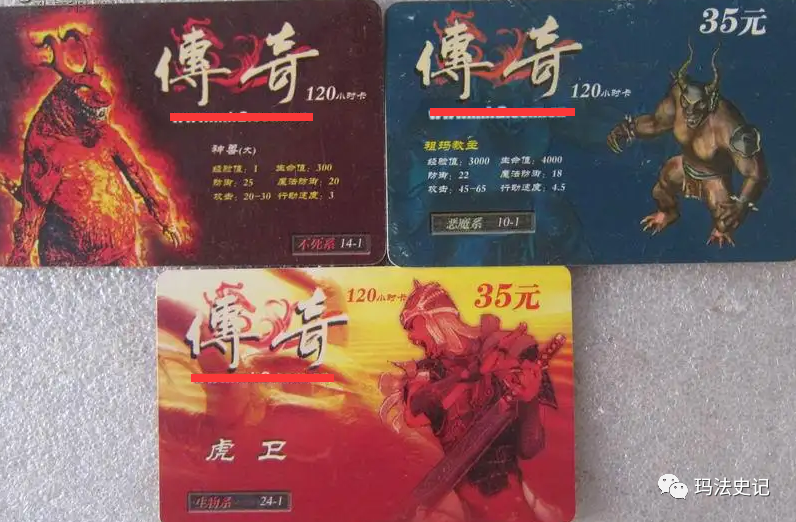 傳奇
120小时卡
神兽(大)
经验值:1 生命值:300
防御:25 魔法防御:20
攻击:20-30 行动速度:3
不死系 14-1
35元
傳奇
120小时卡
祖玛教主
经验值:3000 生命值:4000
防御:22 魔法防御:18
攻击:45-65 行动速度:4.5
恶魔系 10-1
傳奇
120小时卡
35元
虎卫
生物系 24-1
玛法史记